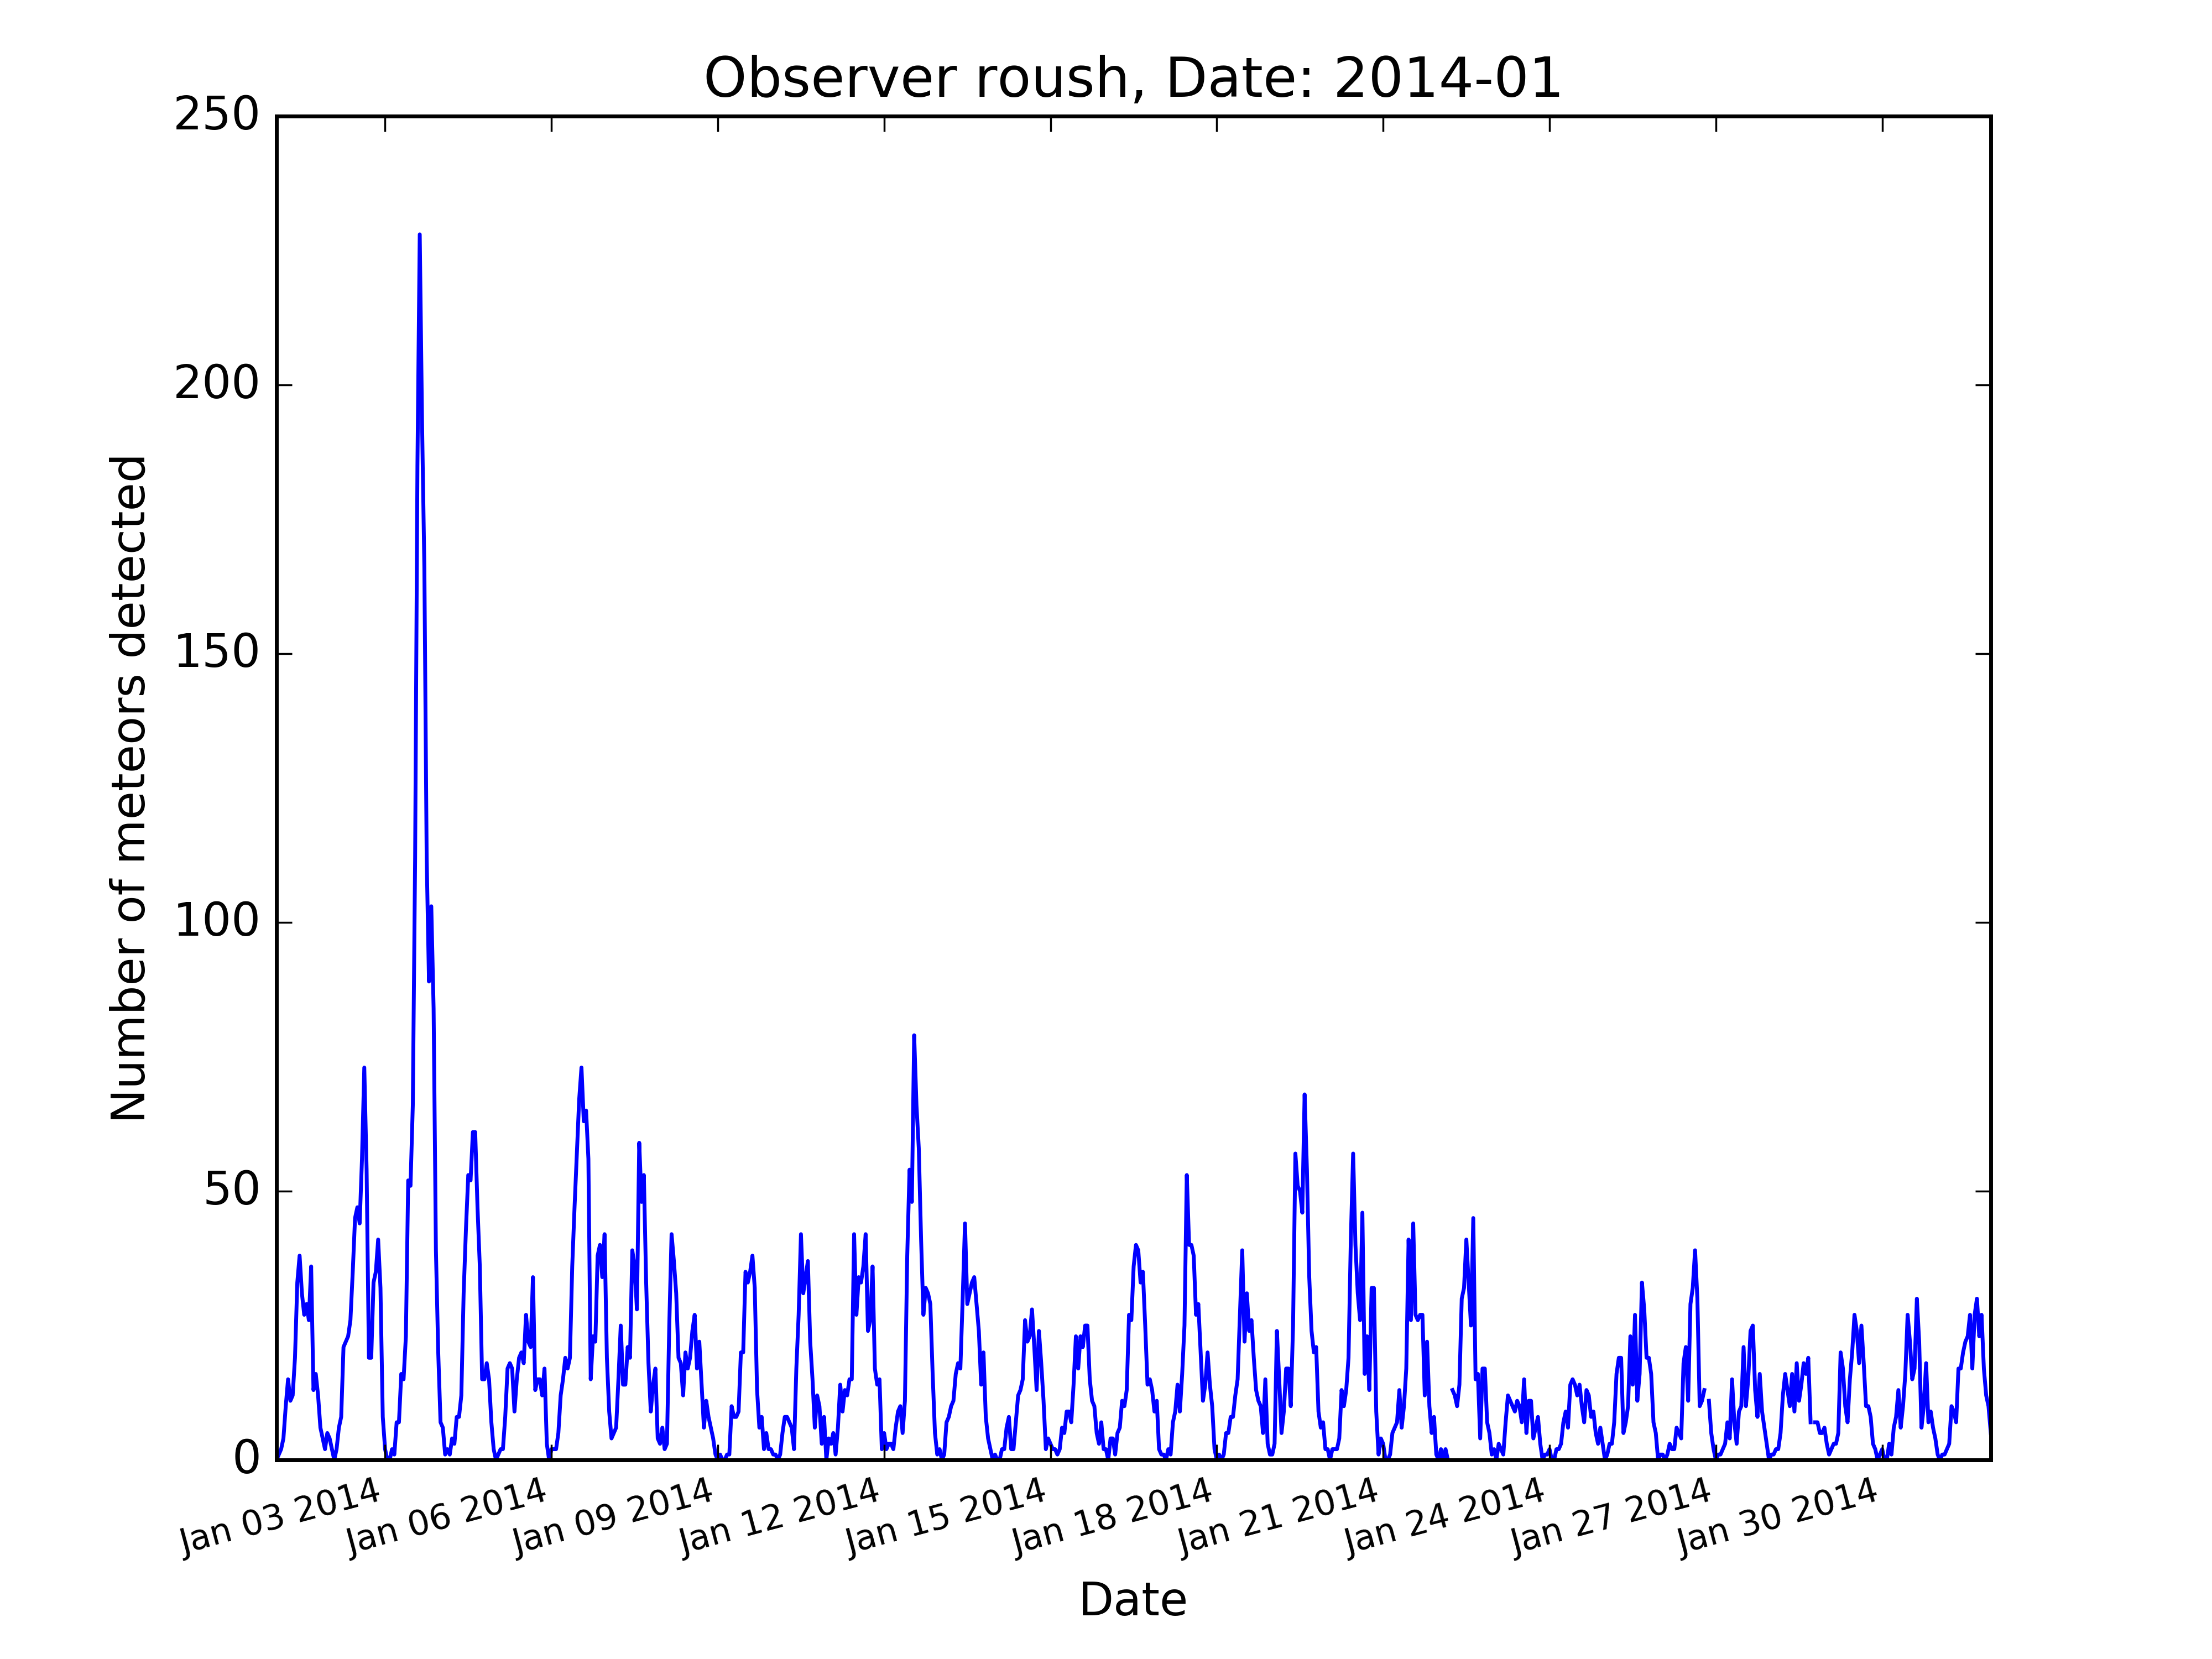 Observer roush, Date: 2014-01
250
200
150
100
50
0
Number of meteors detected
Jan 03 2014
Jan 06 2014
Jan 09 2014
Jan 12 2014
Jan 15 2014
Jan 18 2014
Jan 21 2014
Jan 24 2014
Jan 27 2014
Jan 30 2014
Date